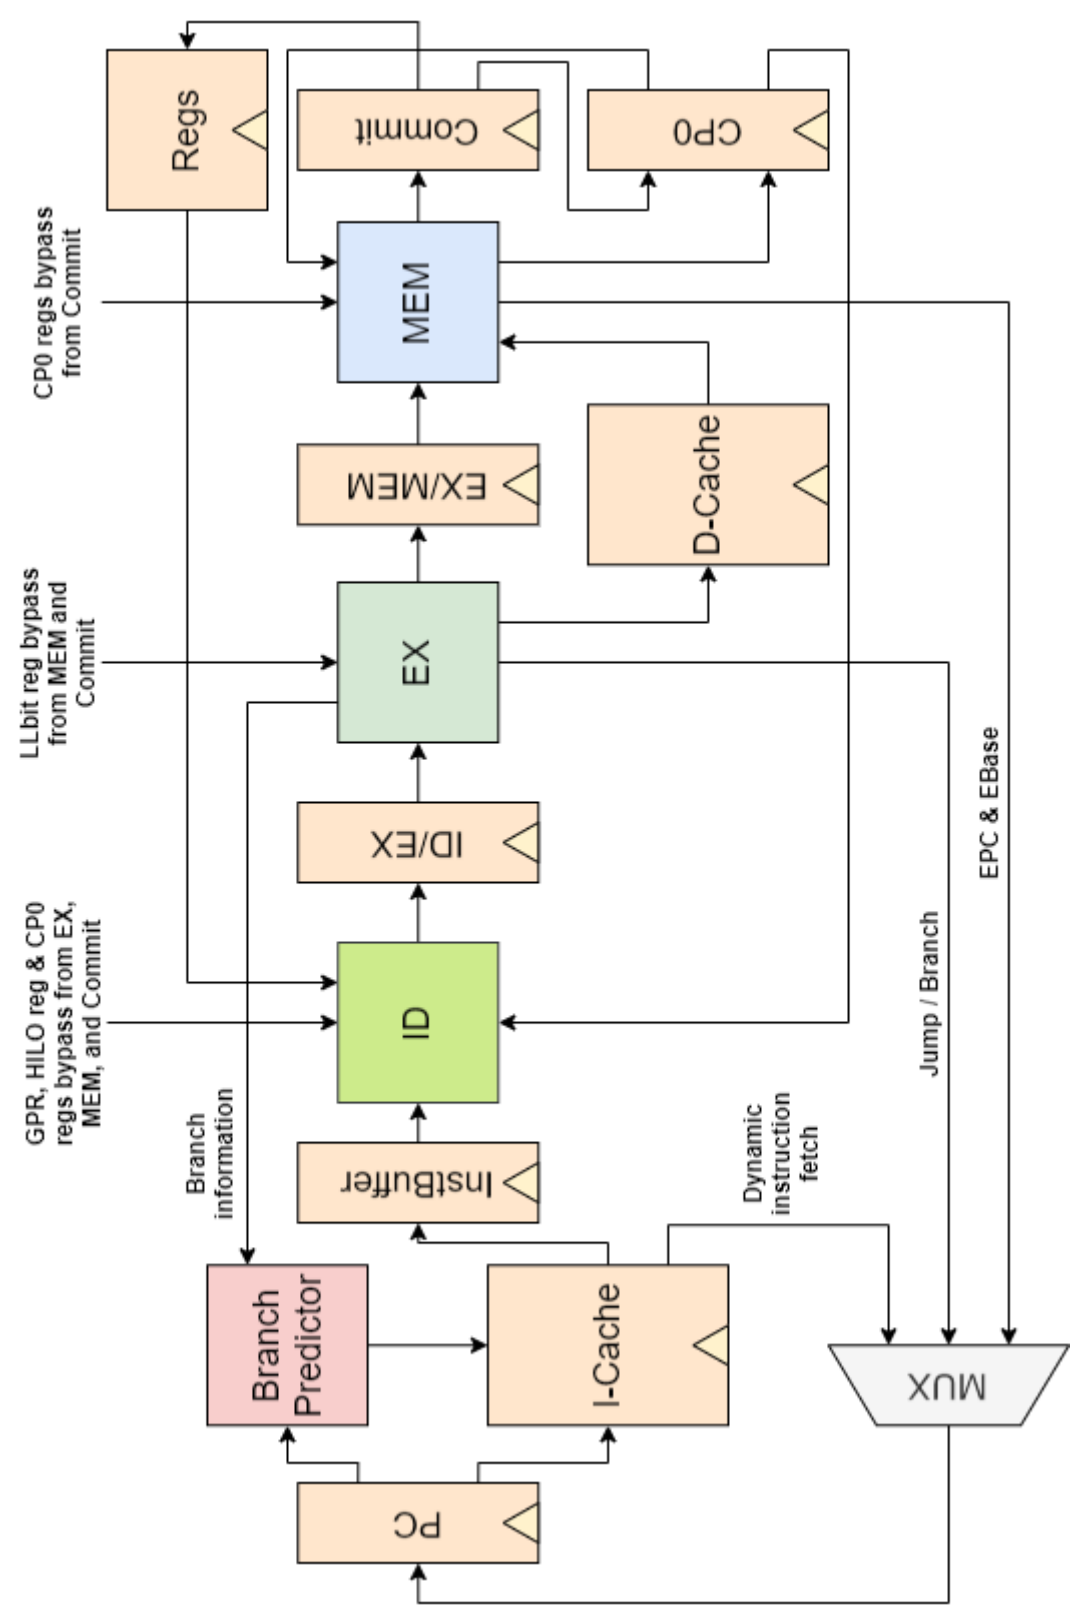 Regs
Commit
CP0
CP0 regs bypass
from Commit
MEM
EX/MEM
D-Cache
LLbit reg bypass
from MEM and
Commit
EX
EPC & EBase
ID/EX
GPR, HILO reg & CP0
regs bypass from EX,
MEM, and Commit
ID
Jump / Branch
Branch
information
InstBuffer
Dynamic
instruction
fetch
Branch
Predictor
I-Cache
MUX
PC